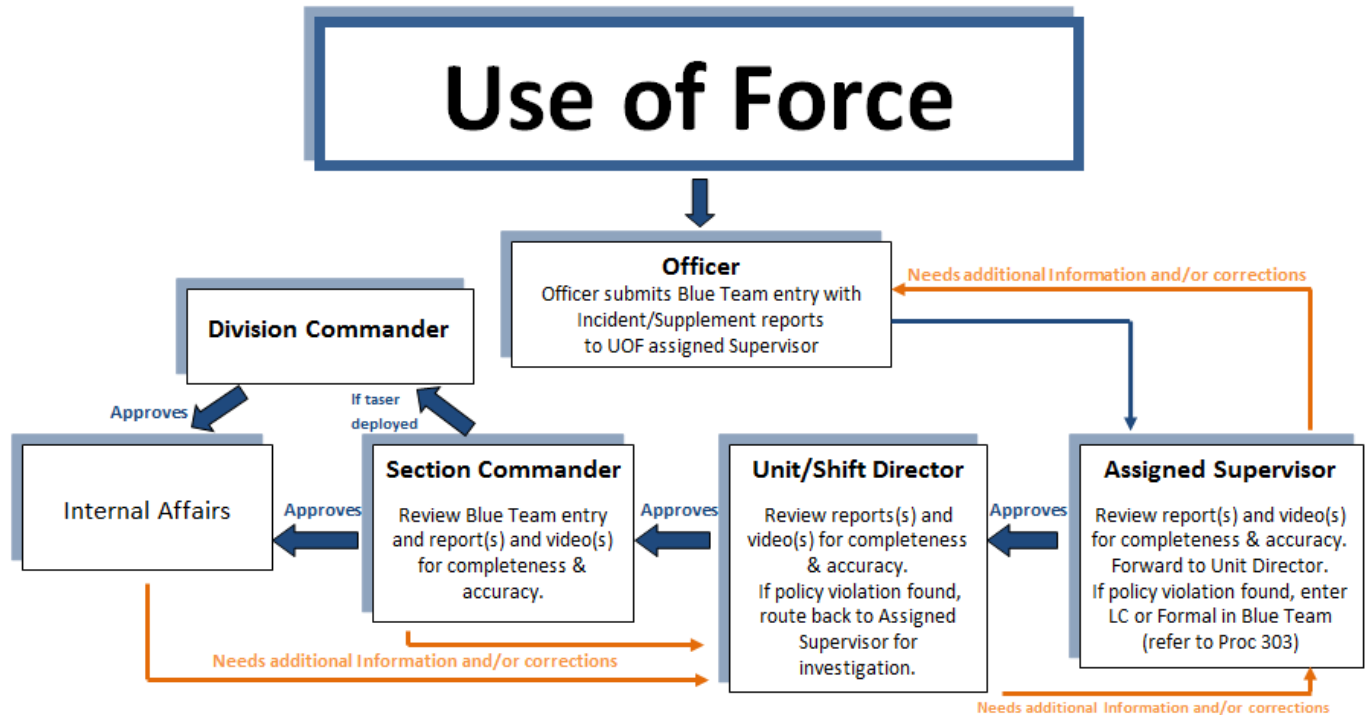 Use of Force
Officer
Officer submits Blue Team entry with
Incident/Supplement reports
to UOF assigned Supervisor
Needs additional Information and/or corrections
Division Commander
Approves
If taser
deployed
Internal Affairs
Approves
Section Commander
Review Blue Team entry
and report(s) and video(s)
for completeness &
accuracy.
Approves
Unit/Shift Director
Review reports(s) and
video(s) for completeness
& accuracy.
If policy violation found,
route back to Assigned
Supervisor for
investigation.
Approves
Assigned Supervisor
Review report(s) and video(s)
for completeness & accuracy.
Forward to Unit Director.
If policy violation found, enter
LC or Formal in Blue Team
(refer to Proc 303)
Needs additional Information and/or corrections
Needs additional Information and/or corrections